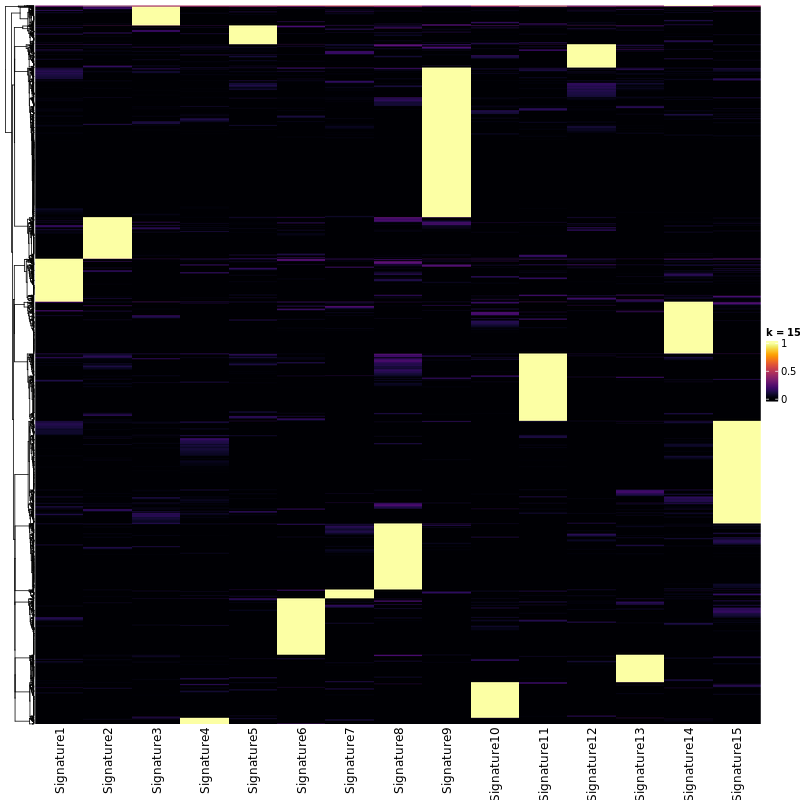 k = 15
1
0.5
0
Signature1
Signature2
Signature3
Signature4
Signature5
Signature6
Signature7
Signature8
Signature9
Signature10
Signature11
Signature12
Signature13
Signature14
Signature15